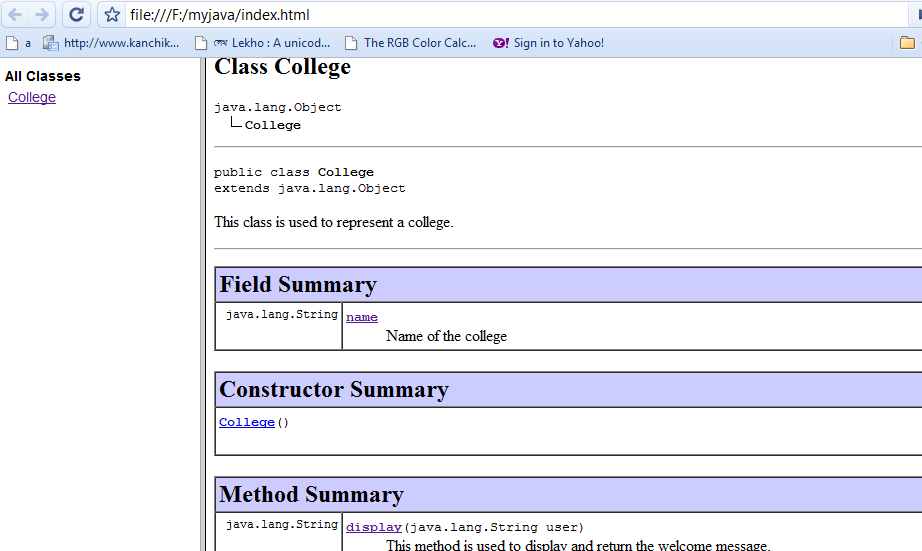 file:///F:/myjava/index.html
a http://www.kanchik... লেখ Lekho : A unicod... The RGB Color Calc... Y! Sign in to Yahoo!
All Classes
College
Class College
java.lang.Object
College
public class College
extends java.lang.Object
This class is used to represent a college.
Field Summary
java.lang.String name
Name of the college
Constructor Summary
College()
Method Summary
java.lang.String display(java.lang.String user)
This method is used to display and return the welcome message.